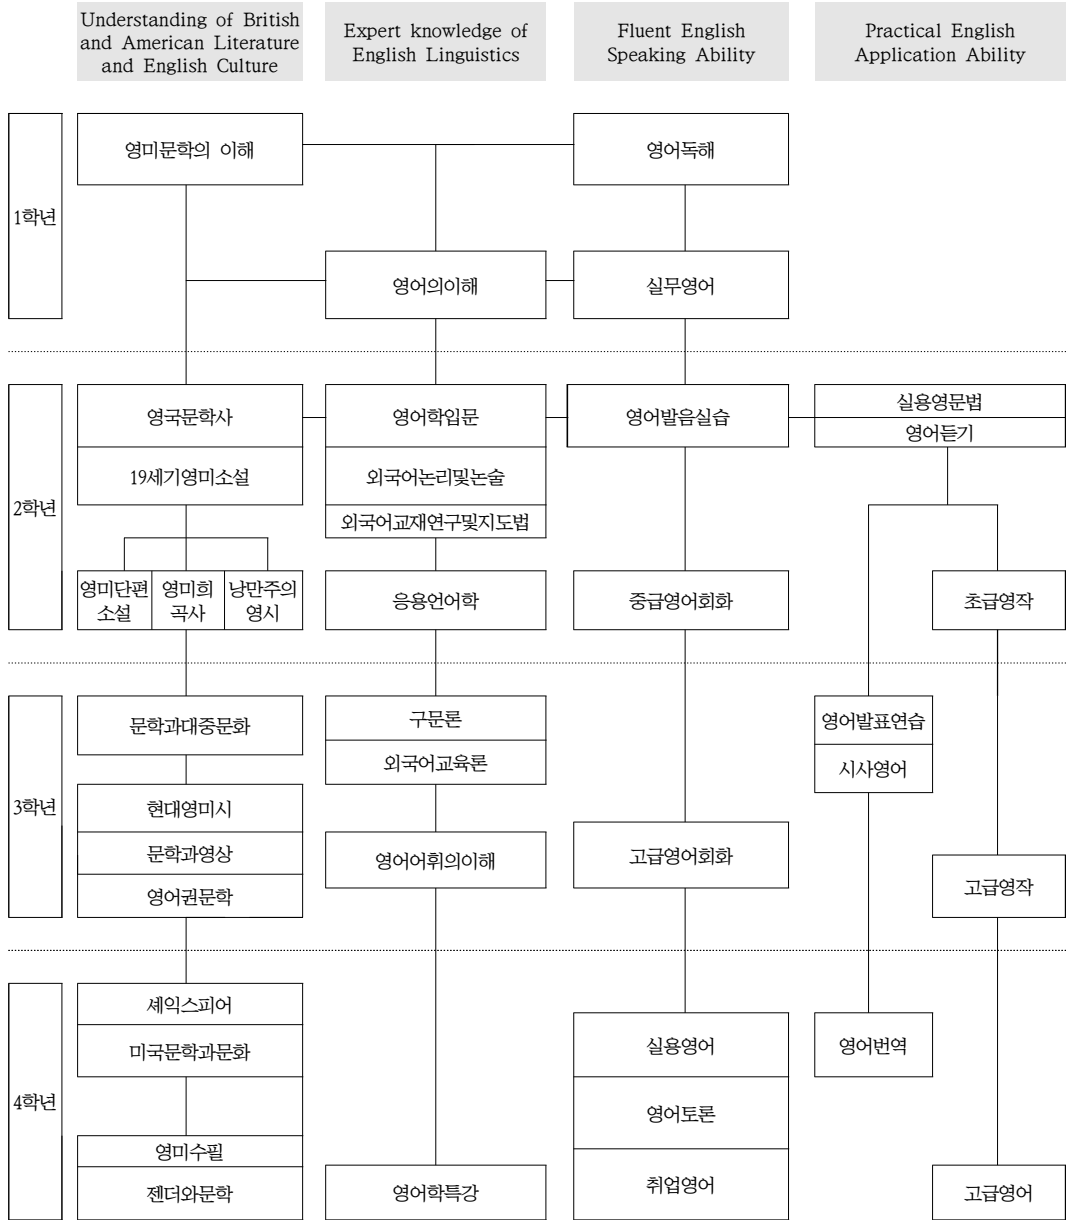 Understanding of British
and American Literature
and English Culture
Expert knowledge of
English Linguistics
Fluent English
Speaking Ability
Practical English
Application Ability
1학년
영미문학의 이해
영어독해
영어의이해
실무영어
2학년
영국문학사
영어학입문
영어발음실습
실용영문법
영어듣기
19세기영미소설
외국어논리및논술
외국어교재연구및지도법
영미단편
소설
영미희
곡사
낭만주의
영시
응용언어학
중급영어회화
초급영작
3학년
문학과대중문화
구문론
외국어교육론
영어발표연습
시사영어
현대영미시
문학과영상
영어권문학
영어어휘의이해
고급영어회화
고급영작
4학년
셰익스피어
미국문학과문화
실용영어
영어번역
영어토론
영미수필
젠더와문학
영어학특강
취업영어
고급영어